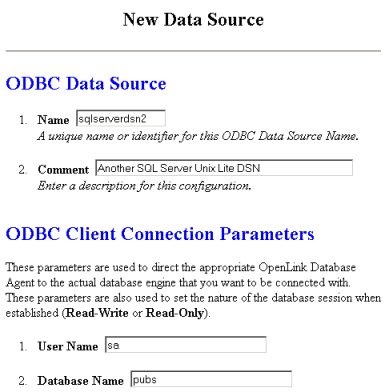 New Data Source
ODBC Data Source
1. Name sqlserverdsn2
A unique name or identifier for this ODBC Data Source Name.
2. Comment Another SQL Server Unix Lite DSN
Enter a description for this configuration.
ODBC Client Connection Parameters
These parameters are used to direct the appropriate OpenLink Database
Agent to the actual database engine that you want to be connected with.
These parameters are also used to set the nature of the database session when
established (Read-Write or Read-Only).
1. User Name sa
2. Database Name pubs